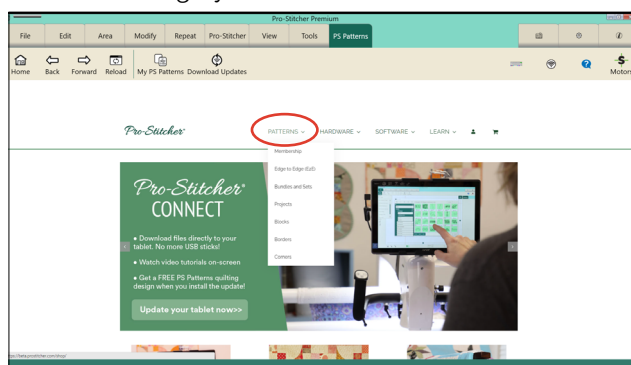 Pro-Stitcher Premium
File Edit Area Modify Repeat Pro-Stitcher View Tools PS Patterns
Home Back Forward Reload My PS Patterns Download Updates Motors
Pro-Stitcher®
PATTERNS HARDWARE SOFTWARE LEARN
Membership
Edge to Edge (E2E)
Bundles and Sets
Projects
Blocks
Borders
Corners
Pro-Stitcher®
CONNECT
• Download files directly to your
tablet. No more USB sticks!
• Watch video tutorials on-screen
• Get a FREE PS Patterns quilting
design when you install the update!
Update your tablet now>>